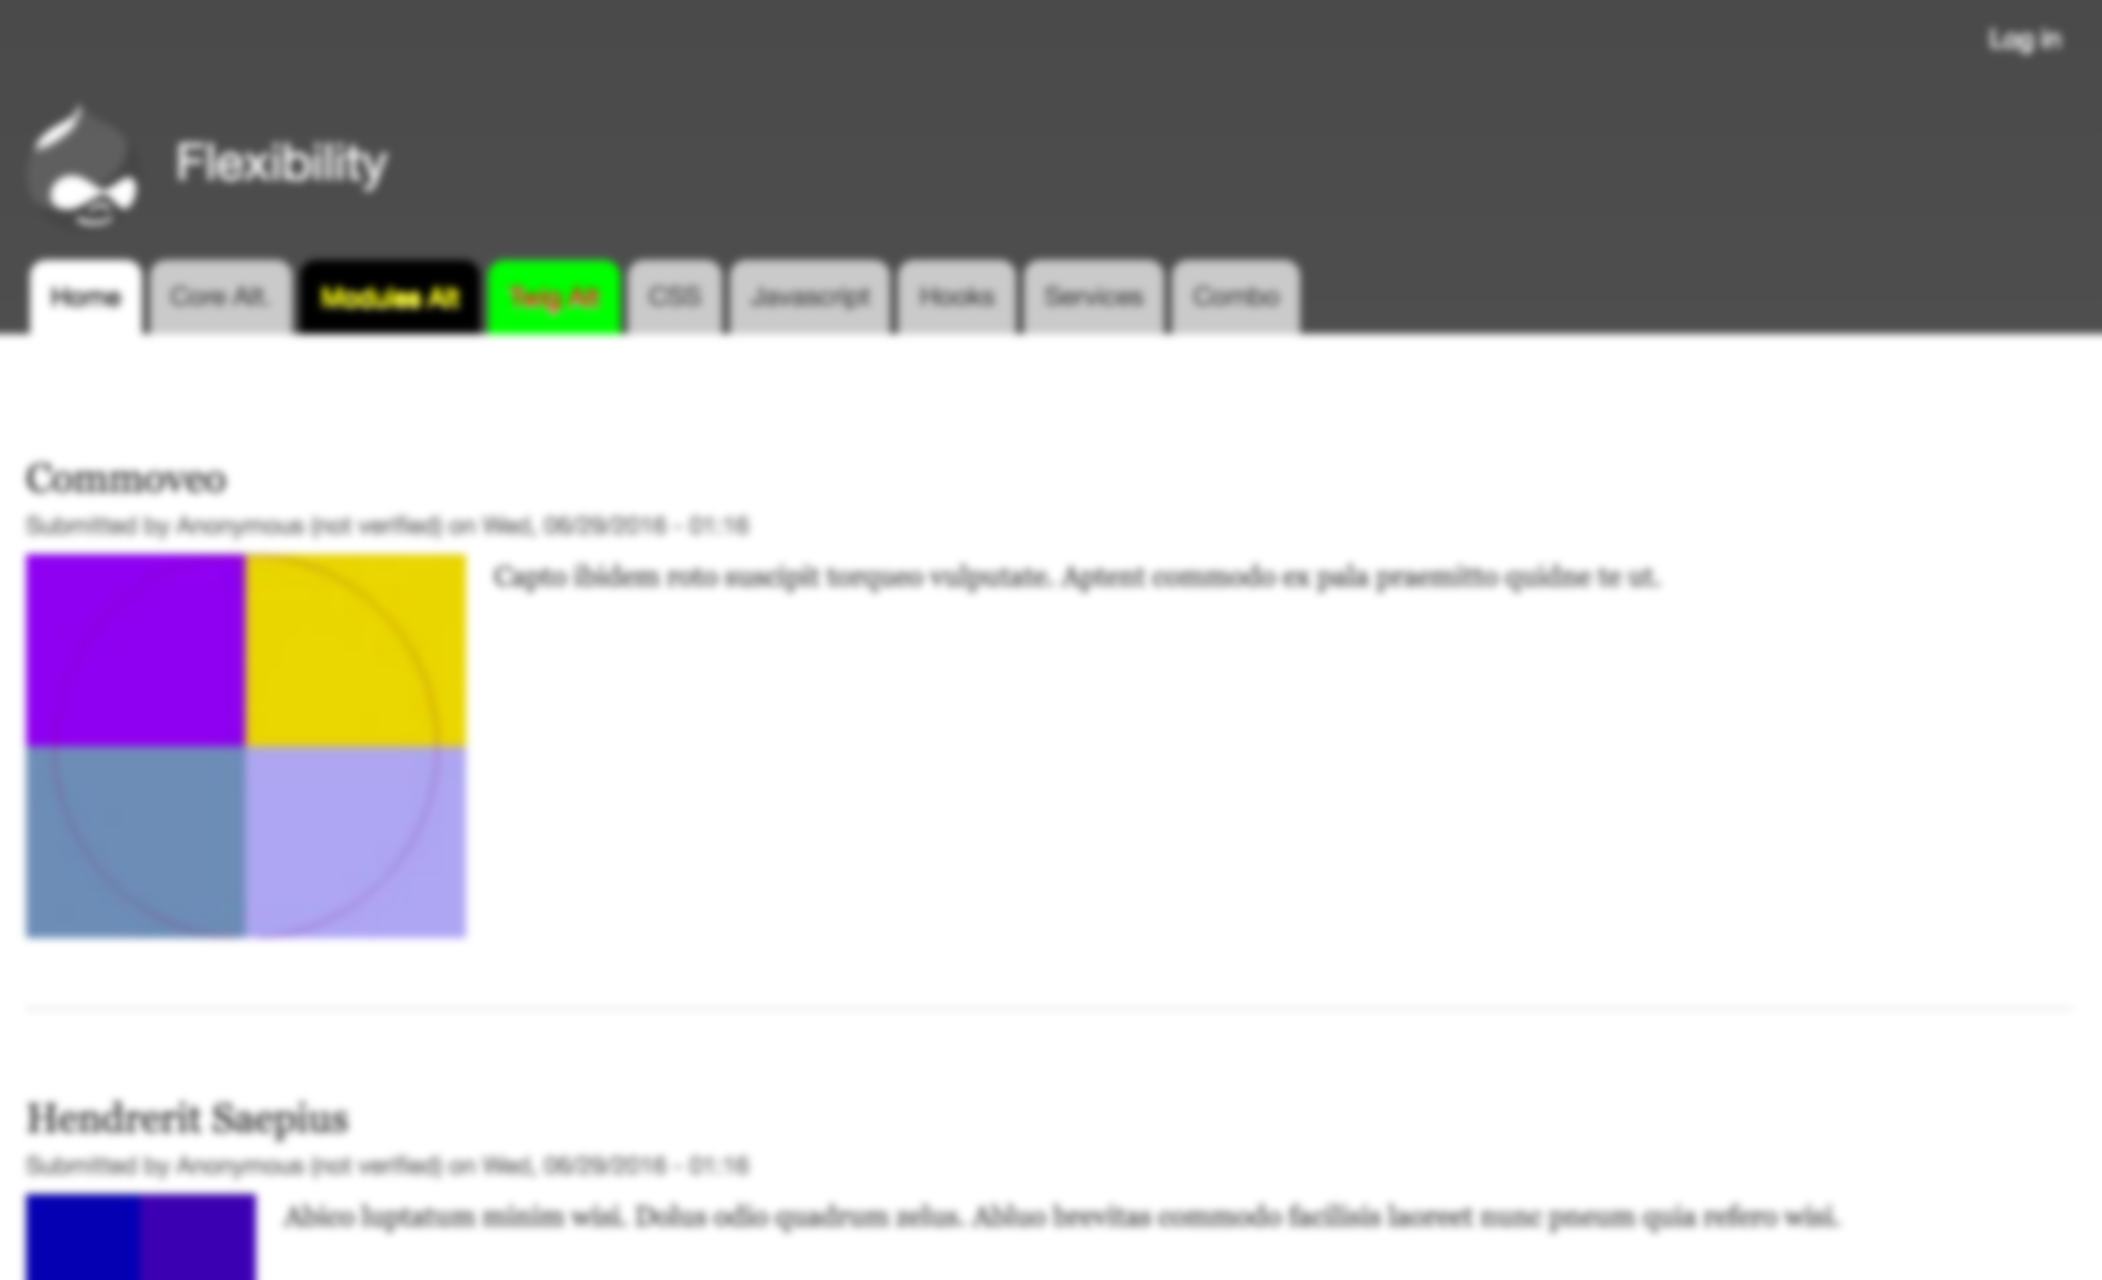 Log in
Flexibility
Home Core Alt. Modules Alt Twig Alt CSS Javascript Hooks Services Combo
Commoveo
Submitted by Anonymous (not verified) on Wed, 06/29/2016 - 01:16
Capto ibidem roto suscipit torqueo vulputate. Aptent commodo ex pala praemitto quidne te ut.
Hendrerit Saepius
Submitted by Anonymous (not verified) on Wed, 06/29/2016 - 01:16
Abico luptatum minim wisi. Dolus odio quadrum zelus. Abluo brevitas commodo facilisis laoreet nunc pneum quia refero wisi.